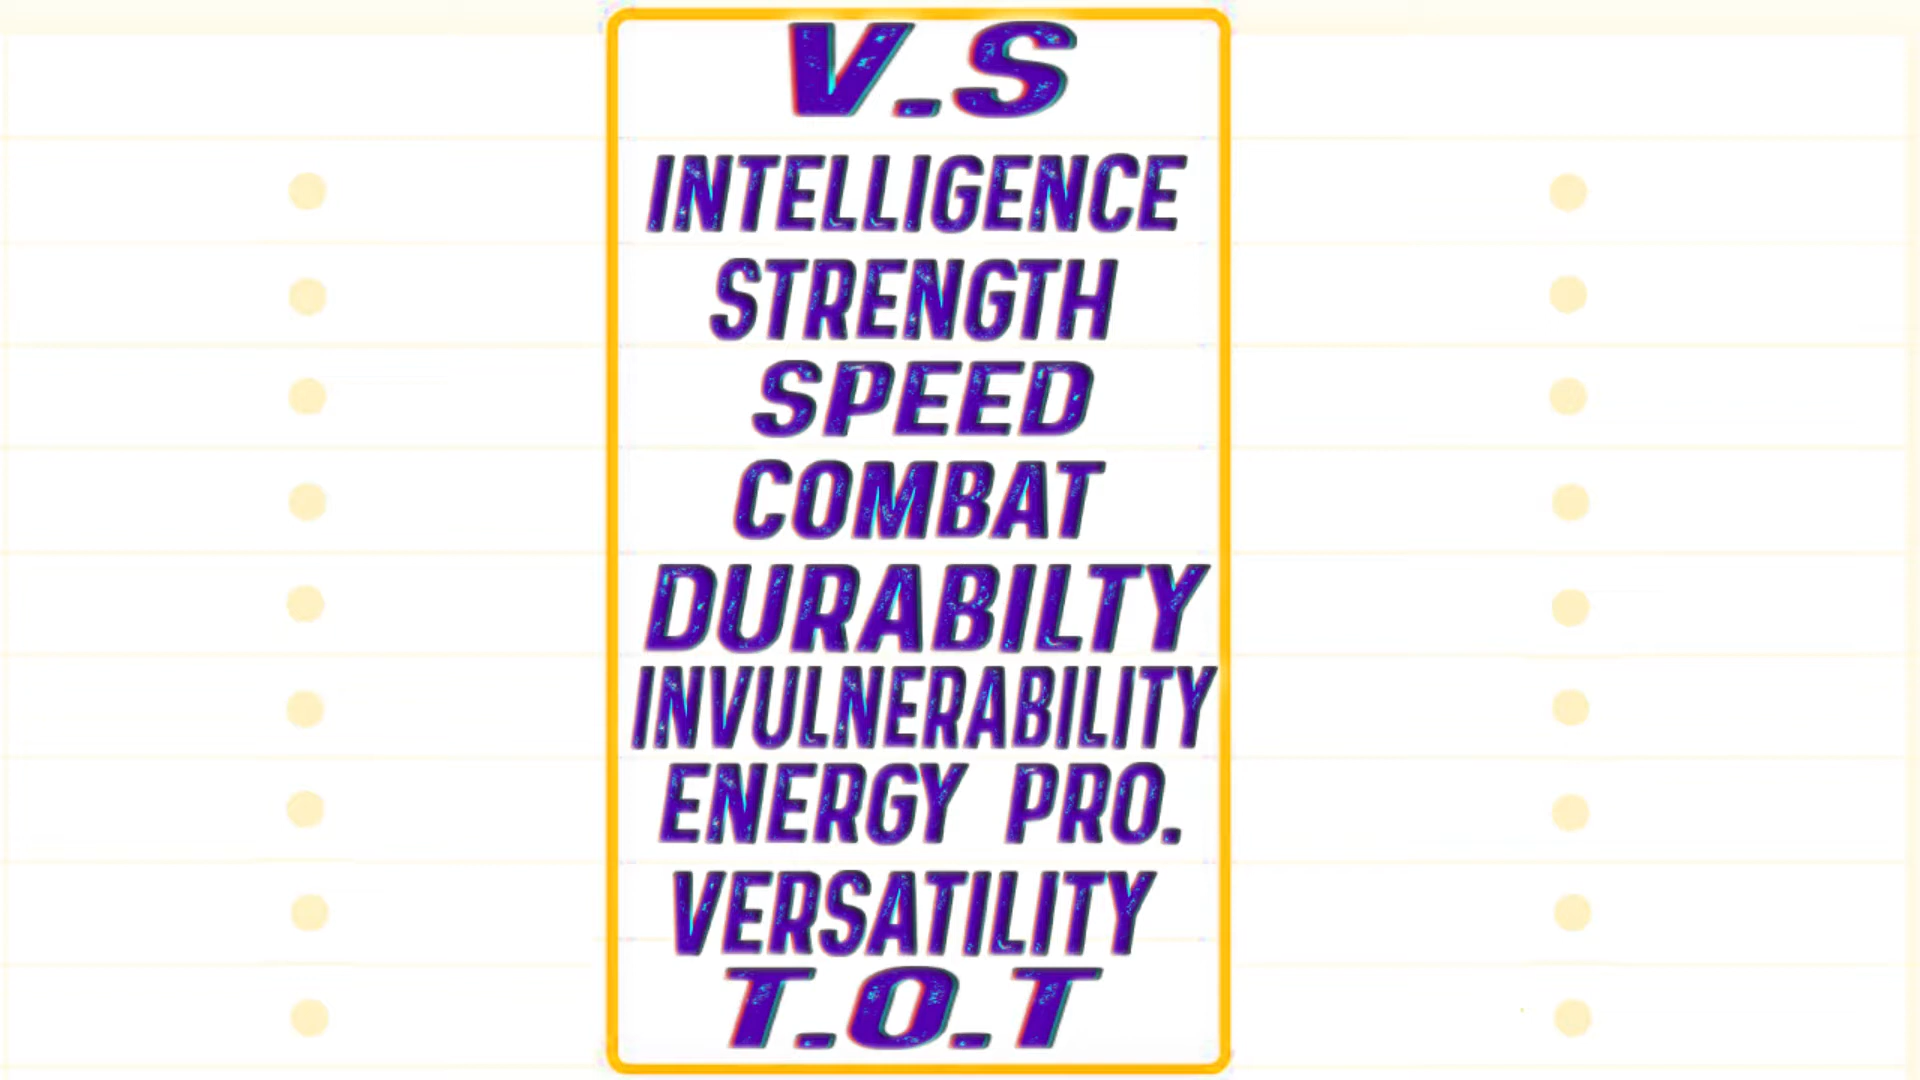 V.S
INTELLIGENCE
STRENGTH
SPEED
COMBAT
DURABILTY
INVULNERABILITY
ENERGY PRO.
VERSATILITY
T.O.T